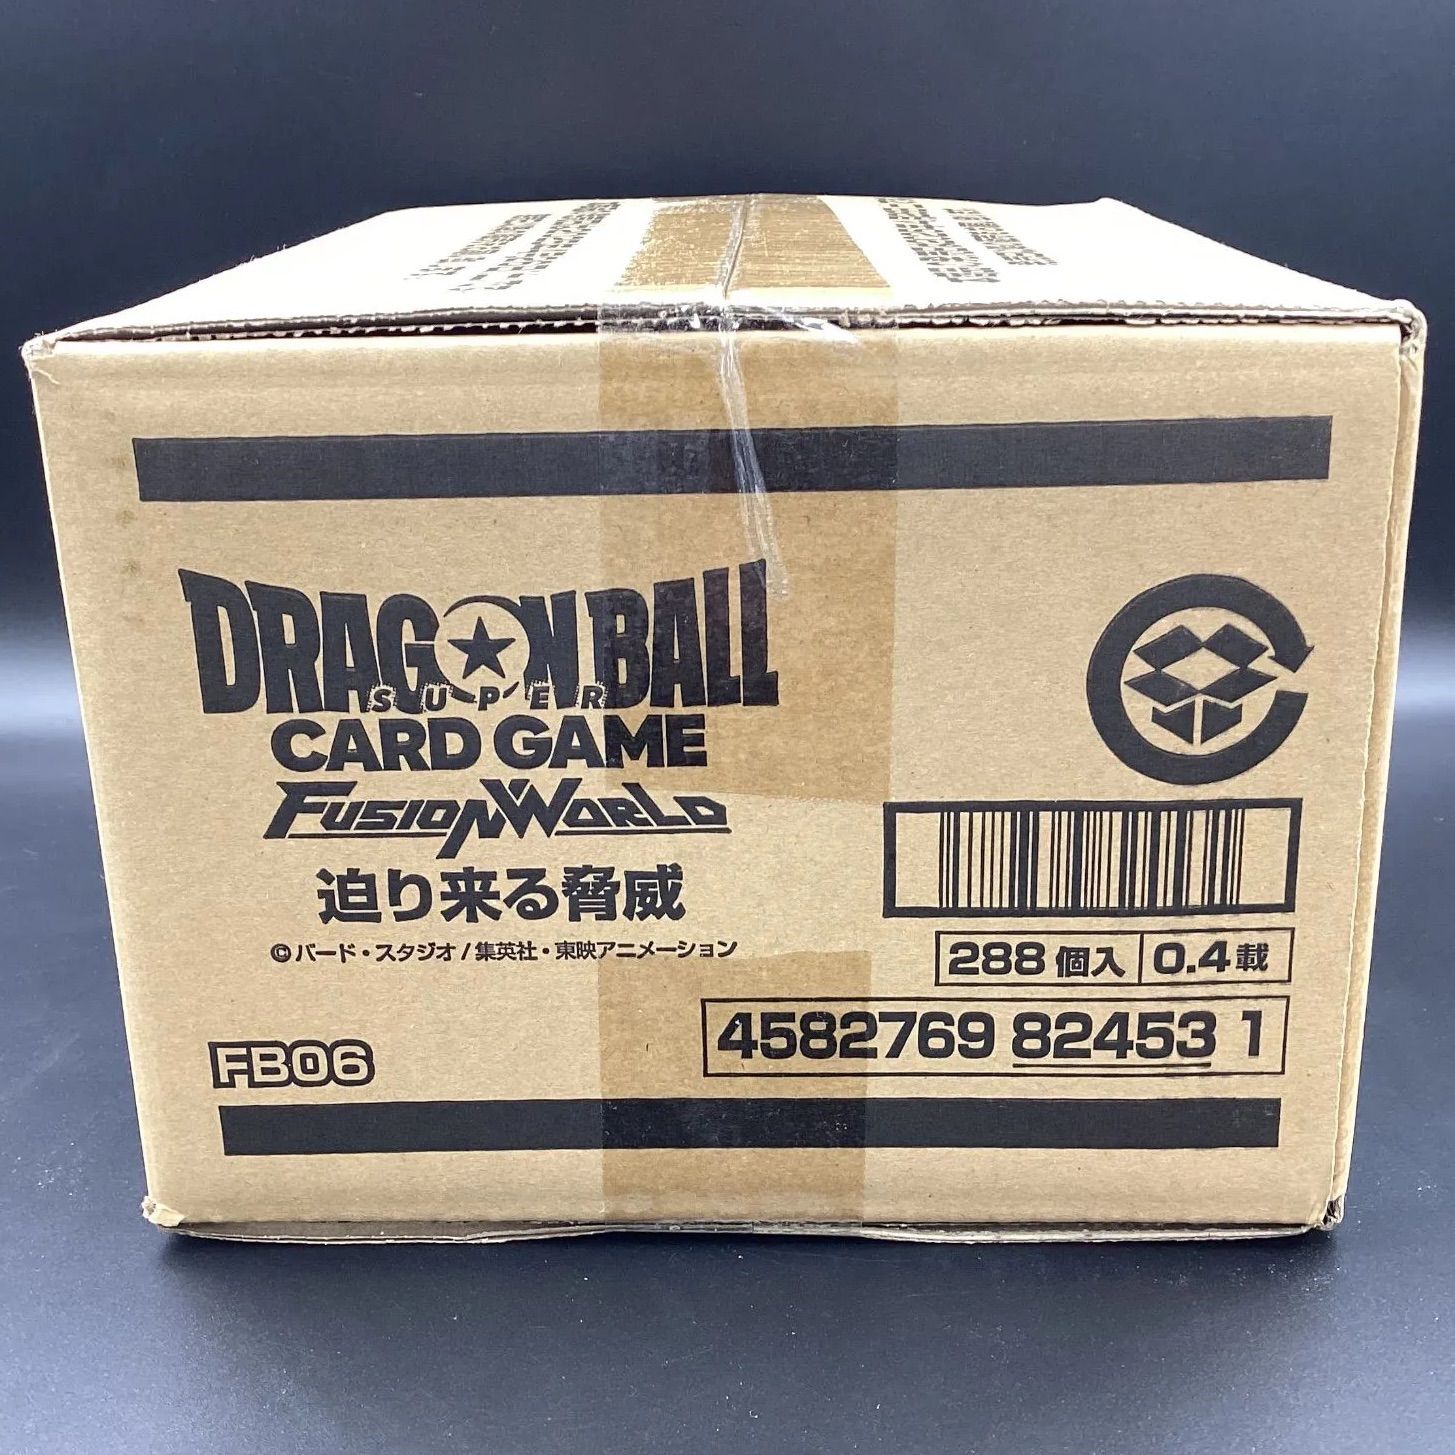 DRAGON BALL
SUPER
CARD GAME
FUSION WORLD
迫り来る脅威
©バード・スタジオ / 集英社・東映アニメーション
288 個入
0.4 載
4582769 82453 1
FB06